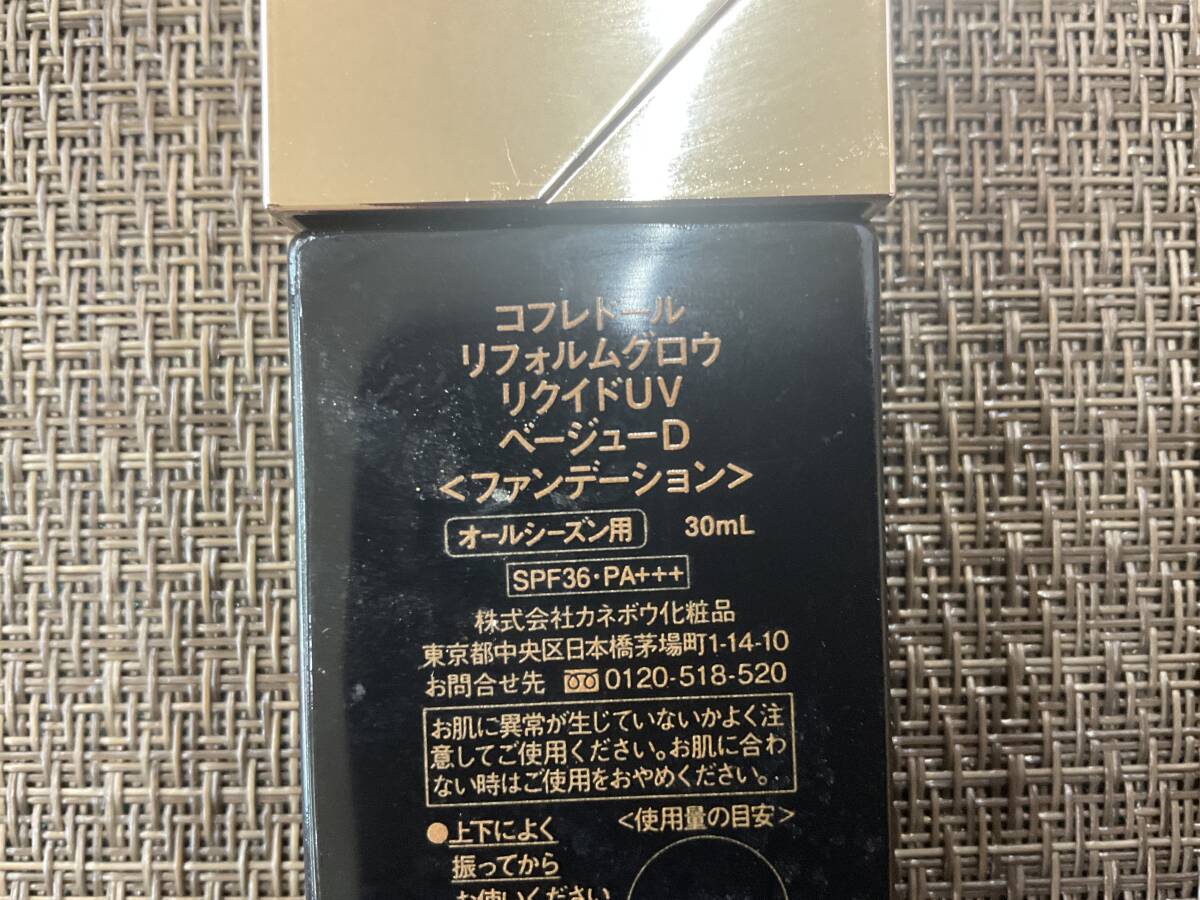 コフレドール
リフォルムグロウ
リクイドUV
ベージューD
<ファンデーション>
オールシーズン用 30mL
SPF36・PA+++
株式会社カネボウ化粧品
東京都中央区日本橋茅場町1-14-10
お問合せ先 0120-518-520
お肌に異常が生じていないかよく注
意してご使用ください。お肌に合わ
ない時はご使用をおやめください。
●上下によく
振ってから
お使いください
<使用量の目安>